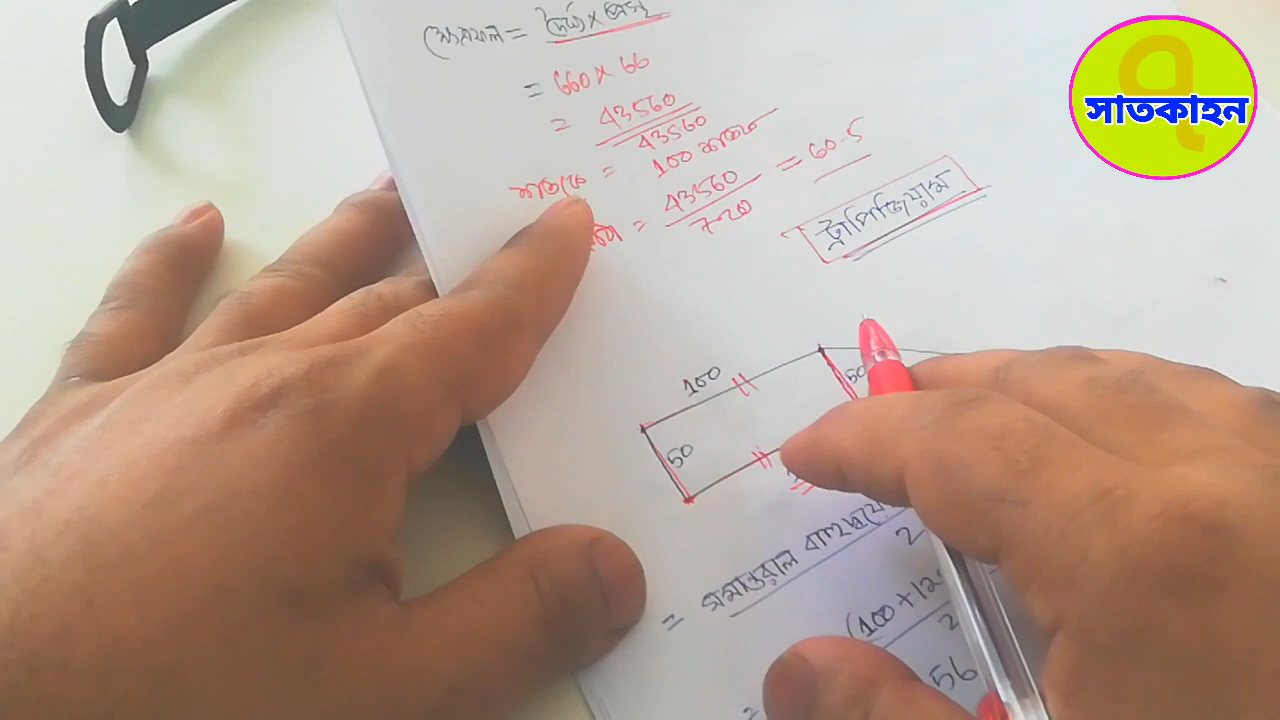 ক্ষেত্রফল = দৈর্ঘ্য × প্রস্থ
= 660 × 66
= 43560
43560
শতকে = 100 শতক
= 43560 = 60.5
720
ট্রাপিজিয়াম
100
50
50
= সমান্তরাল বাহুদ্বয়ের
2
(100 + 12
2
56
সাতকাহন